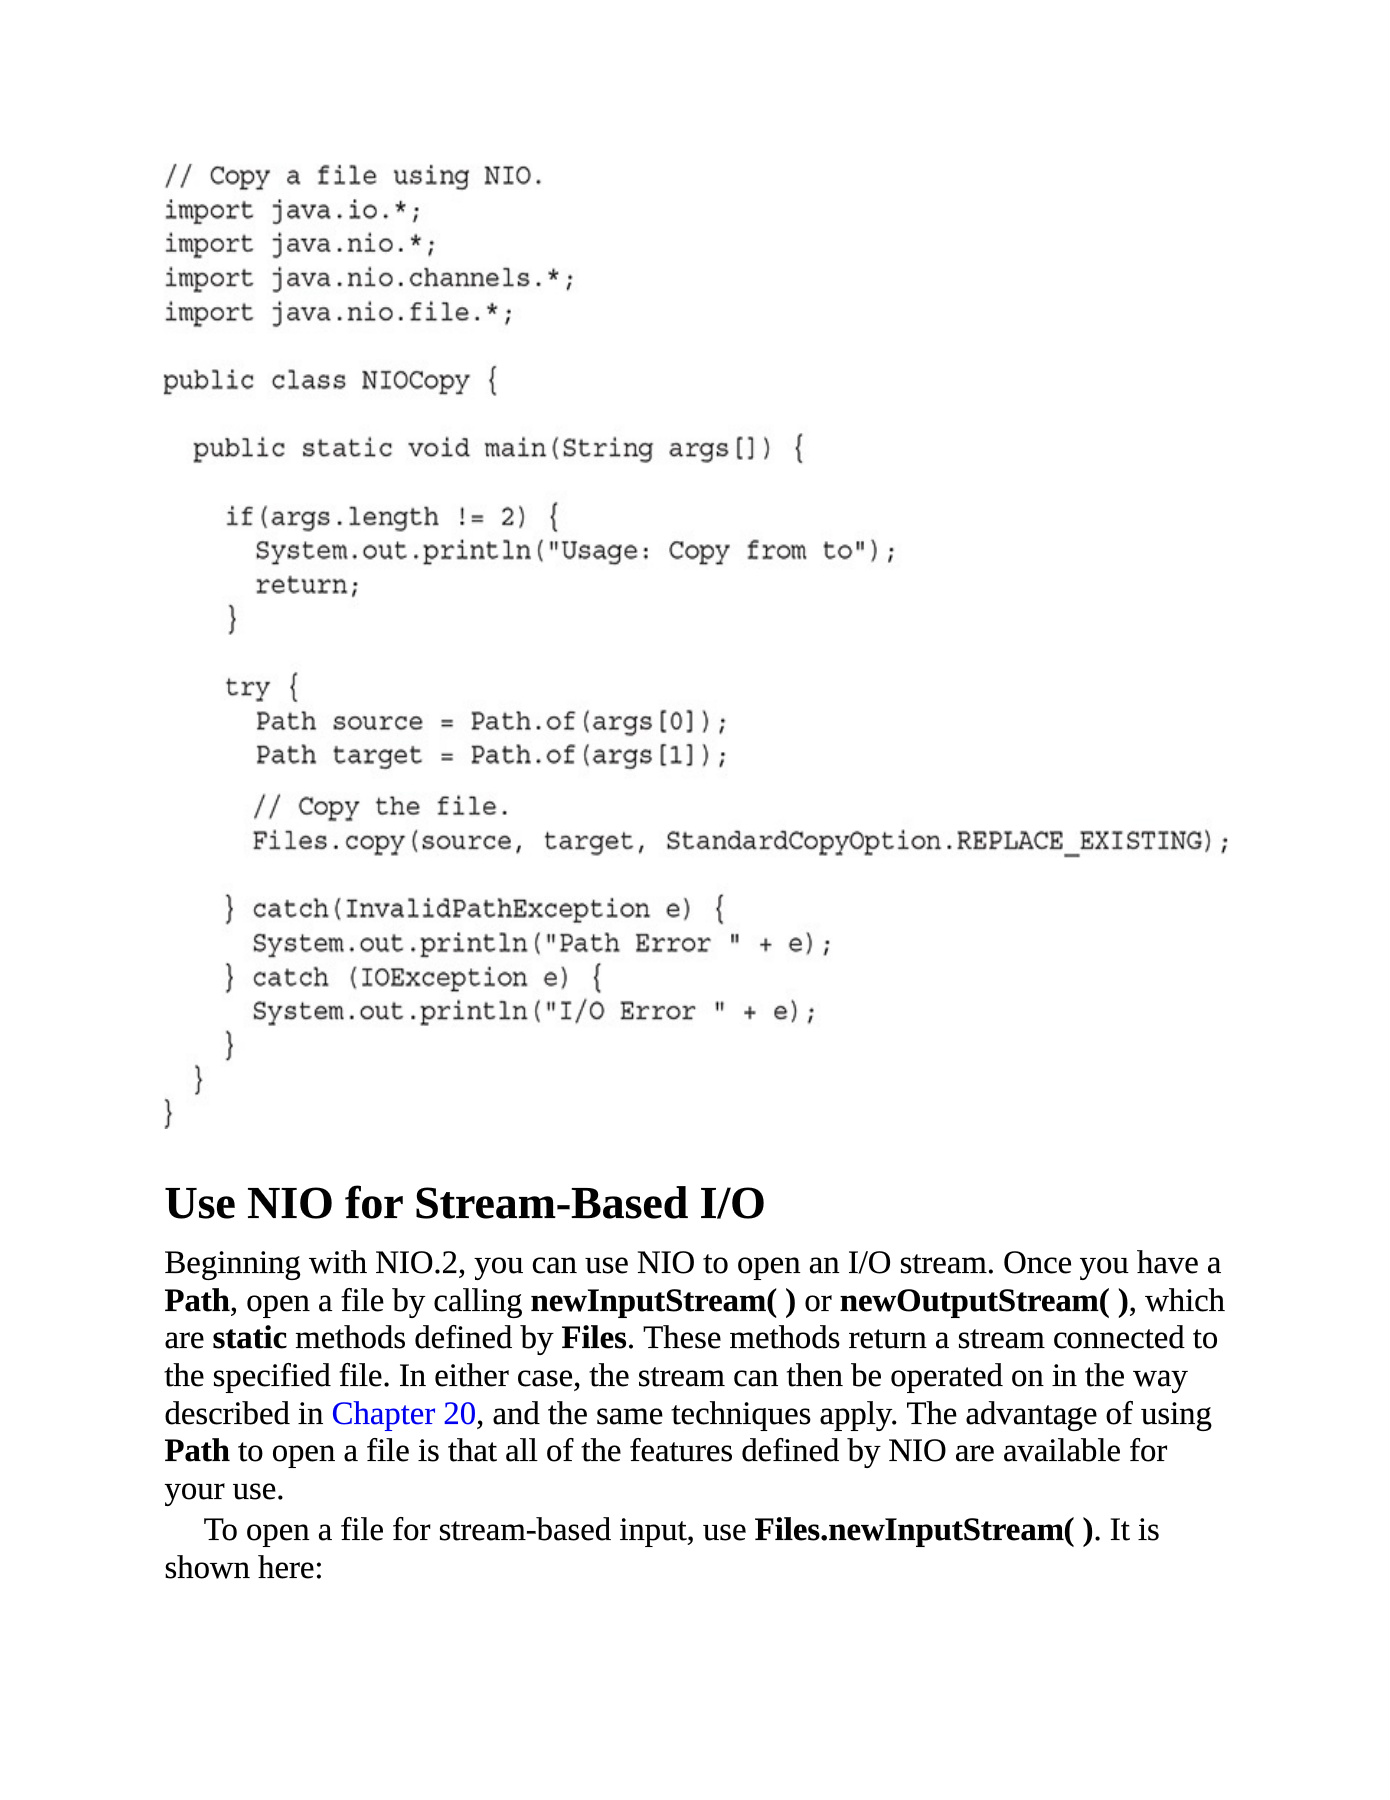 // Copy a file using NIO.
import java.io.*;
import java.nio.*;
import java.nio.channels.*;
import java.nio.file.*;

public class NIOCopy {

  public static void main(String args[]) {

    if(args.length != 2) {
      System.out.println("Usage: Copy from to");
      return;
    }

    try {
      Path source = Path.of(args[0]);
      Path target = Path.of(args[1]);

      // Copy the file.
      Files.copy(source, target, StandardCopyOption.REPLACE_EXISTING);

    } catch(InvalidPathException e) {
      System.out.println("Path Error " + e);
    } catch (IOException e) {
      System.out.println("I/O Error " + e);
    }
  }
}

Use NIO for Stream-Based I/O
Beginning with NIO.2, you can use NIO to open an I/O stream. Once you have a
Path, open a file by calling newInputStream( ) or newOutputStream( ), which
are static methods defined by Files. These methods return a stream connected to
the specified file. In either case, the stream can then be operated on in the way
described in Chapter 20, and the same techniques apply. The advantage of using
Path to open a file is that all of the features defined by NIO are available for
your use.
To open a file for stream-based input, use Files.newInputStream( ). It is
shown here: